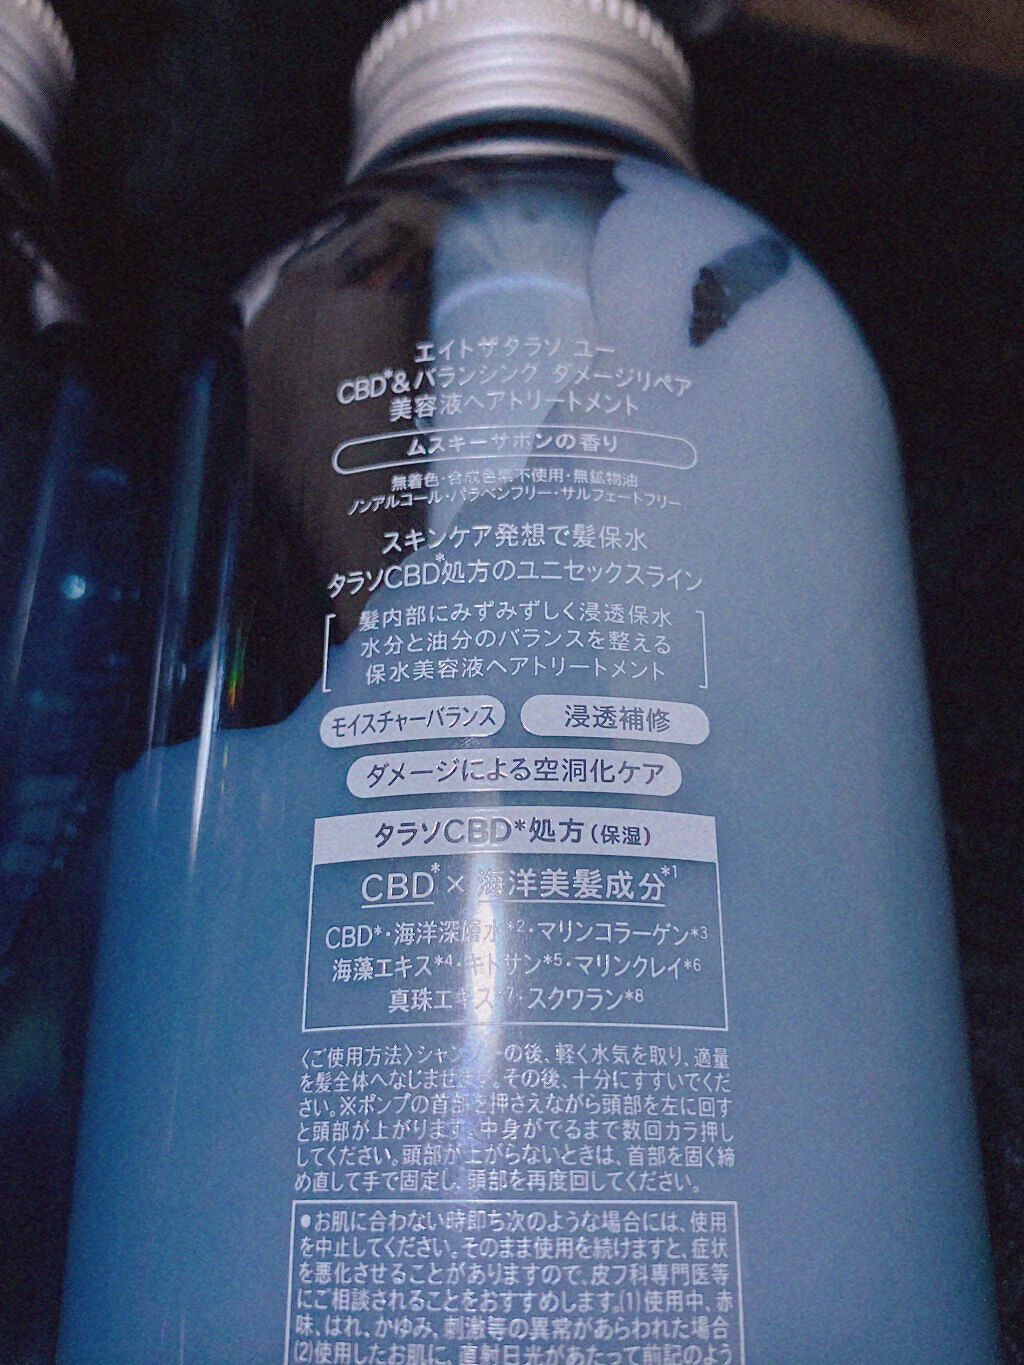 エイトザタラソ ユー
CBD*&バランシング ダメージリペア
美容液ヘアトリートメント
ムスキーサボンの香り
無着色・合成色素不使用・無鉱物油
ノンアルコール・パラベンフリー・サルフェートフリー
スキンケア発想で髪保水
タラソCBD*処方のユニセックスライン
髪内部にみずみずしく浸透保水
水分と油分のバランスを整える
保水美容液ヘアトリートメント
モイスチャーバランス 浸透補修
ダメージによる空洞化ケア
タラソCBD*処方(保湿)
CBD*×海洋美髪成分*1
CBD*・海洋深層水*2・マリンコラーゲン*3
海藻エキス*4・キトサン*5・マリンクレイ*6
真珠エキス*7・スクワラン*8
〈ご使用方法〉シャンプーの後、軽く水気を取り、適量
を髪全体へなじませます。その後、十分にすすいでくだ
さい。※ポンプの首部を押さえながら頭部を左に回す
と頭部が上がります。中身がでるまで数回カラ押し
してください。頭部が上がらないときは、首部を固く締
め直して手で固定し、頭部を再度回してください。
●お肌に合わない時即ち次のような場合には、使用
を中止してください。そのまま使用を続けますと、症状
を悪化させることがありますので、皮フ科専門医等
にご相談されることをおすすめします。(1)使用中、赤
味、はれ、かゆみ、刺激等の異常があらわれた場合
(2)使用したお肌に、直射日光があたって前記のよう